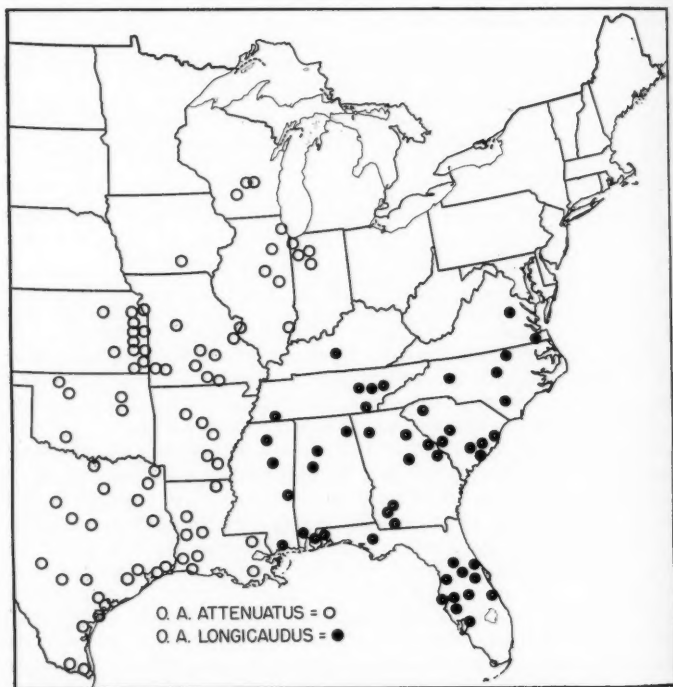 O. A. ATTENUATUS = O
O. A. LONGICAUDUS = ●